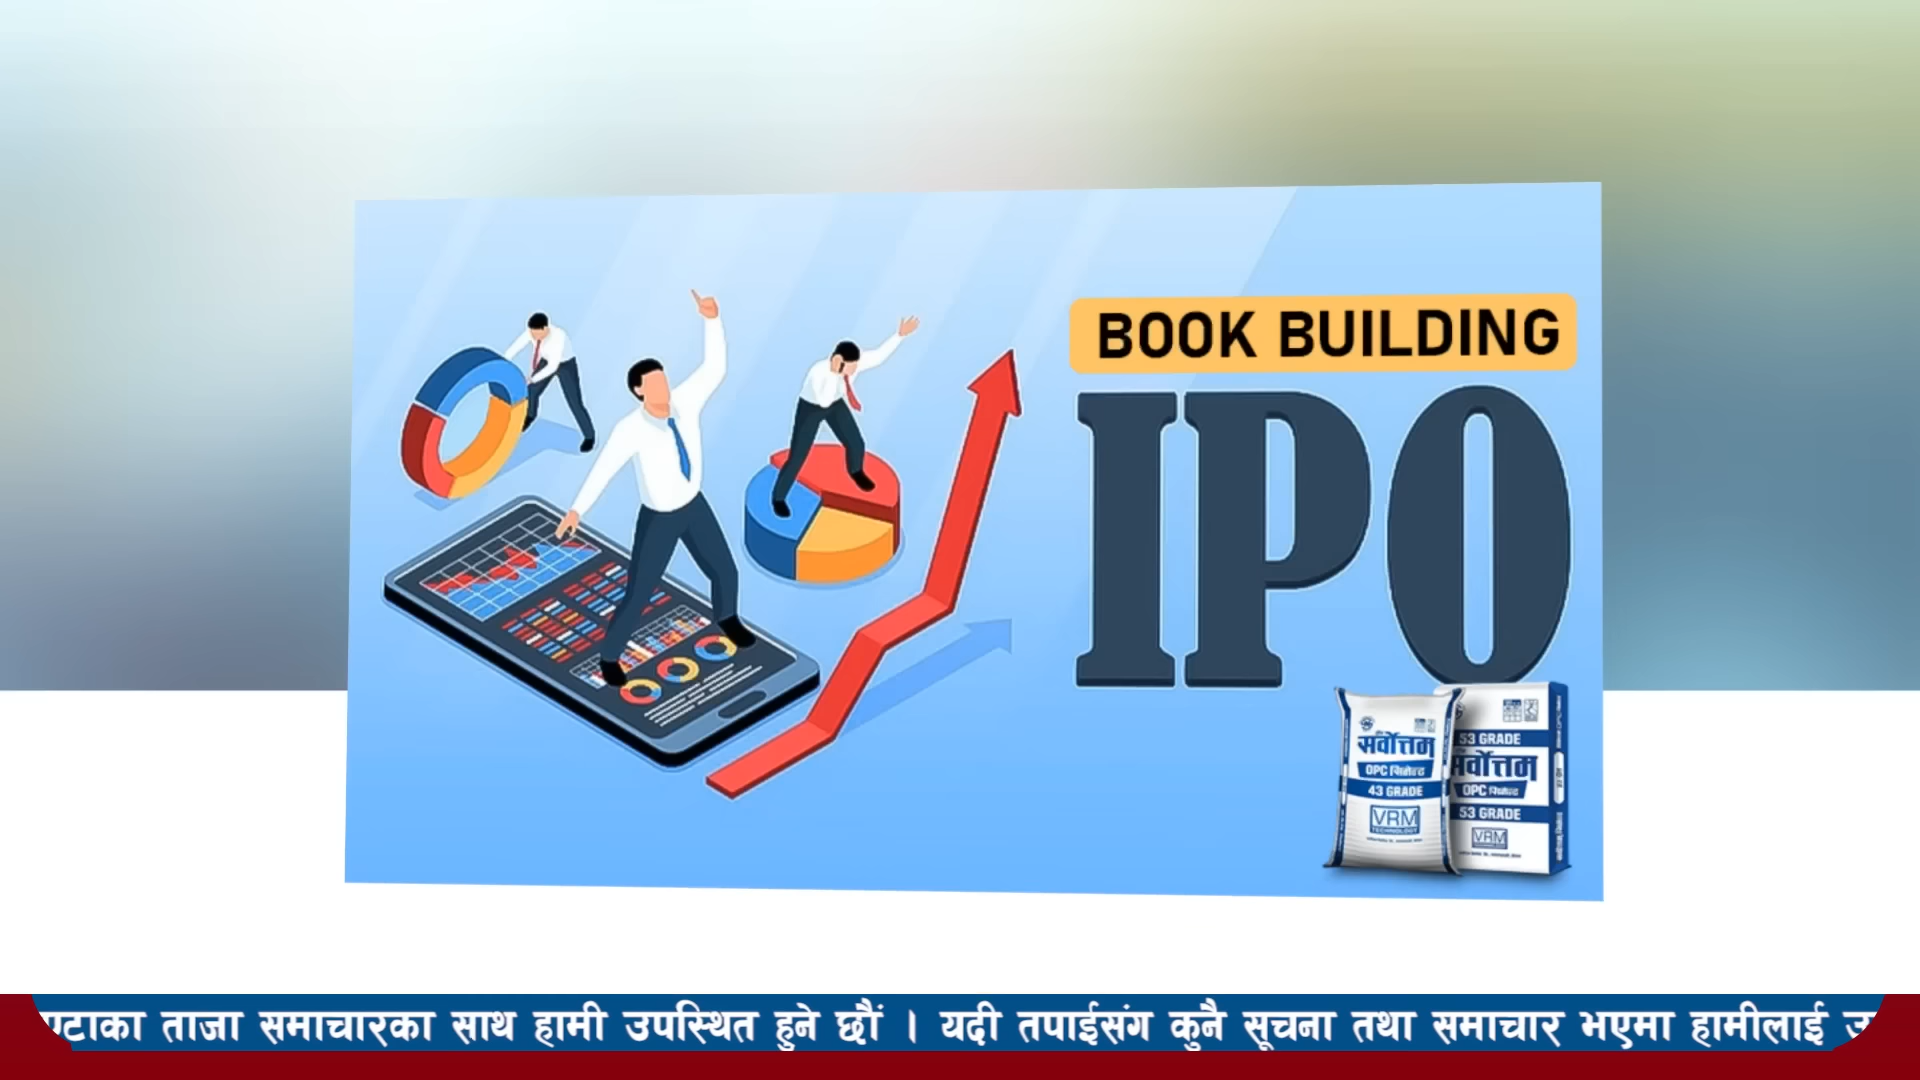 BOOK BUILDING
IPO
सर्वोत्तम
OPC सिमेन्ट
43 GRADE
VRM
TECHNOLOGY
53 GRADE
सर्वोत्तम
OPC सिमेन्ट
53 GRADE
VRM
ताजा समाचारका साथ हामी उपस्थित हुने छौं । यदी तपाईसंग कुनै सूचना तथा समाचार भएमा हामीलाई